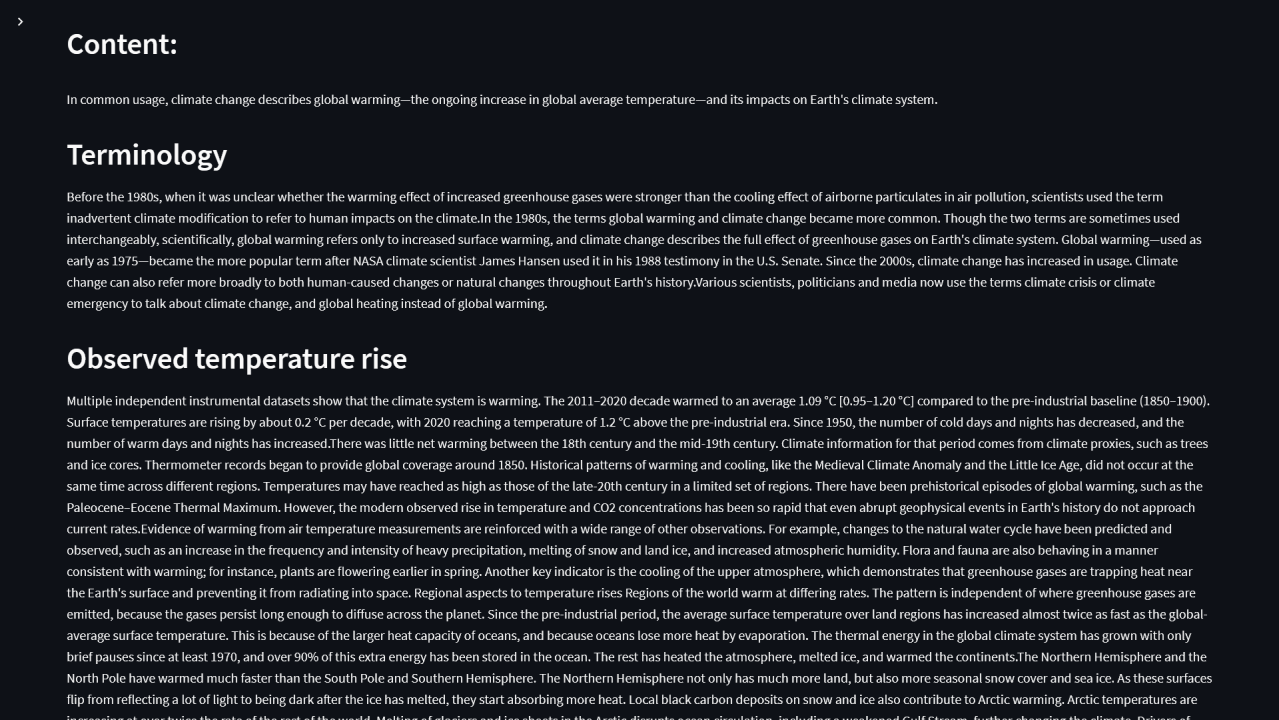 Content:
In common usage, climate change describes global warming—the ongoing increase in global average temperature—and its impacts on Earth's climate system.
Terminology
Before the 1980s, when it was unclear whether the warming effect of increased greenhouse gases were stronger than the cooling effect of airborne particulates in air pollution, scientists used the term
inadvertent climate modification to refer to human impacts on the climate.In the 1980s, the terms global warming and climate change became more common. Though the two terms are sometimes used
interchangeably, scientifically, global warming refers only to increased surface warming, and climate change describes the full effect of greenhouse gases on Earth's climate system. Global warming—used as
early as 1975—became the more popular term after NASA climate scientist James Hansen used it in his 1988 testimony in the U.S. Senate. Since the 2000s, climate change has increased in usage. Climate
change can also refer more broadly to both human-caused changes or natural changes throughout Earth's history.Various scientists, politicians and media now use the terms climate crisis or climate
emergency to talk about climate change, and global heating instead of global warming.
Observed temperature rise
Multiple independent instrumental datasets show that the climate system is warming. The 2011–2020 decade warmed to an average 1.09 °C [0.95–1.20 °C] compared to the pre-industrial baseline (1850–1900).
Surface temperatures are rising by about 0.2 °C per decade, with 2020 reaching a temperature of 1.2 °C above the pre-industrial era. Since 1950, the number of cold days and nights has decreased, and the
number of warm days and nights has increased.There was little net warming between the 18th century and the mid-19th century. Climate information for that period comes from climate proxies, such as trees
and ice cores. Thermometer records began to provide global coverage around 1850. Historical patterns of warming and cooling, like the Medieval Climate Anomaly and the Little Ice Age, did not occur at the
same time across different regions. Temperatures may have reached as high as those of the late-20th century in a limited set of regions. There have been prehistorical episodes of global warming, such as the
Paleocene–Eocene Thermal Maximum. However, the modern observed rise in temperature and CO2 concentrations has been so rapid that even abrupt geophysical events in Earth's history do not approach
current rates.Evidence of warming from air temperature measurements are reinforced with a wide range of other observations. For example, changes to the natural water cycle have been predicted and
observed, such as an increase in the frequency and intensity of heavy precipitation, melting of snow and land ice, and increased atmospheric humidity. Flora and fauna are also behaving in a manner
consistent with warming; for instance, plants are flowering earlier in spring. Another key indicator is the cooling of the upper atmosphere, which demonstrates that greenhouse gases are trapping heat near
the Earth's surface and preventing it from radiating into space. Regional aspects to temperature rises Regions of the world warm at differing rates. The pattern is independent of where greenhouse gases are
emitted, because the gases persist long enough to diffuse across the planet. Since the pre-industrial period, the average surface temperature over land regions has increased almost twice as fast as the global-
average surface temperature. This is because of the larger heat capacity of oceans, and because oceans lose more heat by evaporation. The thermal energy in the global climate system has grown with only
brief pauses since at least 1970, and over 90% of this extra energy has been stored in the ocean. The rest has heated the atmosphere, melted ice, and warmed the continents.The Northern Hemisphere and the
North Pole have warmed much faster than the South Pole and Southern Hemisphere. The Northern Hemisphere not only has much more land, but also more seasonal snow cover and sea ice. As these surfaces
flip from reflecting a lot of light to being dark after the ice has melted, they start absorbing more heat. Local black carbon deposits on snow and ice also contribute to Arctic warming. Arctic temperatures are